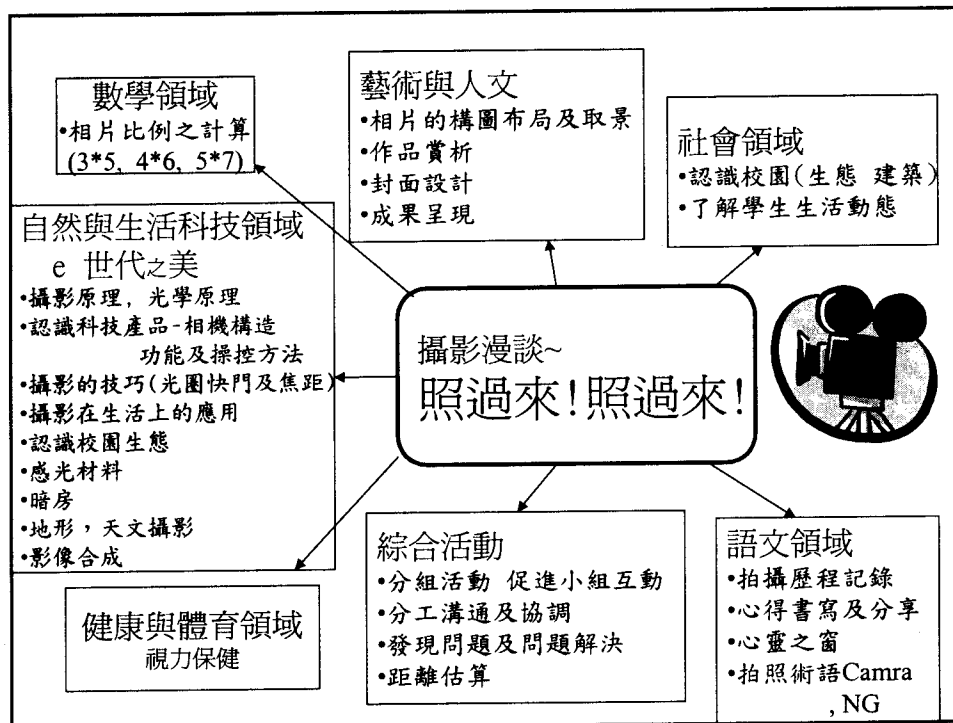 數學領域
•相片比例之計算
(3*5, 4*6, 5*7)
藝術與人文
•相片的構圖布局及取景
•作品賞析
•封面設計
•成果呈現
社會領域
•認識校園(生態 建築)
•了解學生生活動態
自然與生活科技領域
e 世代之美
•攝影原理, 光學原理
•認識科技產品-相機構造
功能及操控方法
•攝影的技巧(光圈快門及焦距)
•攝影在生活上的應用
•認識校園生態
•感光材料
•暗房
•地形，天文攝影
•影像合成
攝影漫談~
照過來!照過來!
健康與體育領域
視力保健
綜合活動
•分組活動 促進小組互動
•分工溝通及協調
•發現問題及問題解決
•距離估算
語文領域
•拍攝歷程記錄
•心得書寫及分享
•心靈之窗
•拍照術語Camra
, NG